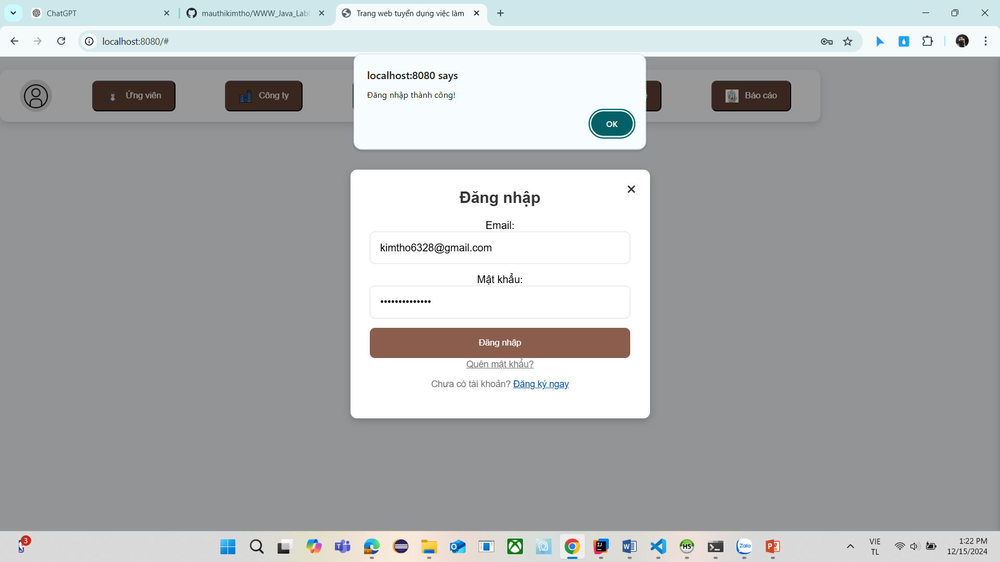 ChatGPT
mauthikimtho/WWW_Java_Lab
Trang web tuyển dụng việc làm
localhost:8080/#
localhost:8080 says
Đăng nhập thành công!
OK
Ứng viên
Công ty
Báo cáo
Đăng nhập
Email:
kimtho6328@gmail.com
Mật khẩu:
••••••••••••••
Đăng nhập
Quên mật khẩu?
Chưa có tài khoản? Đăng ký ngay
3
Zalo
HS
VIE
TL
1:22 PM
12/15/2024